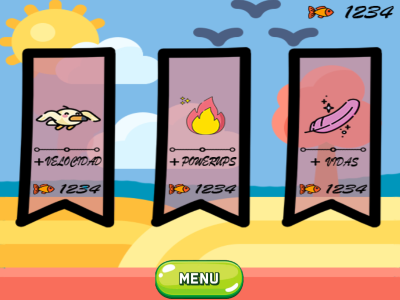 1234
+ VELOCIDAD
1234
+ POWERUPS
1234
+ VIDAS
1234
MENU